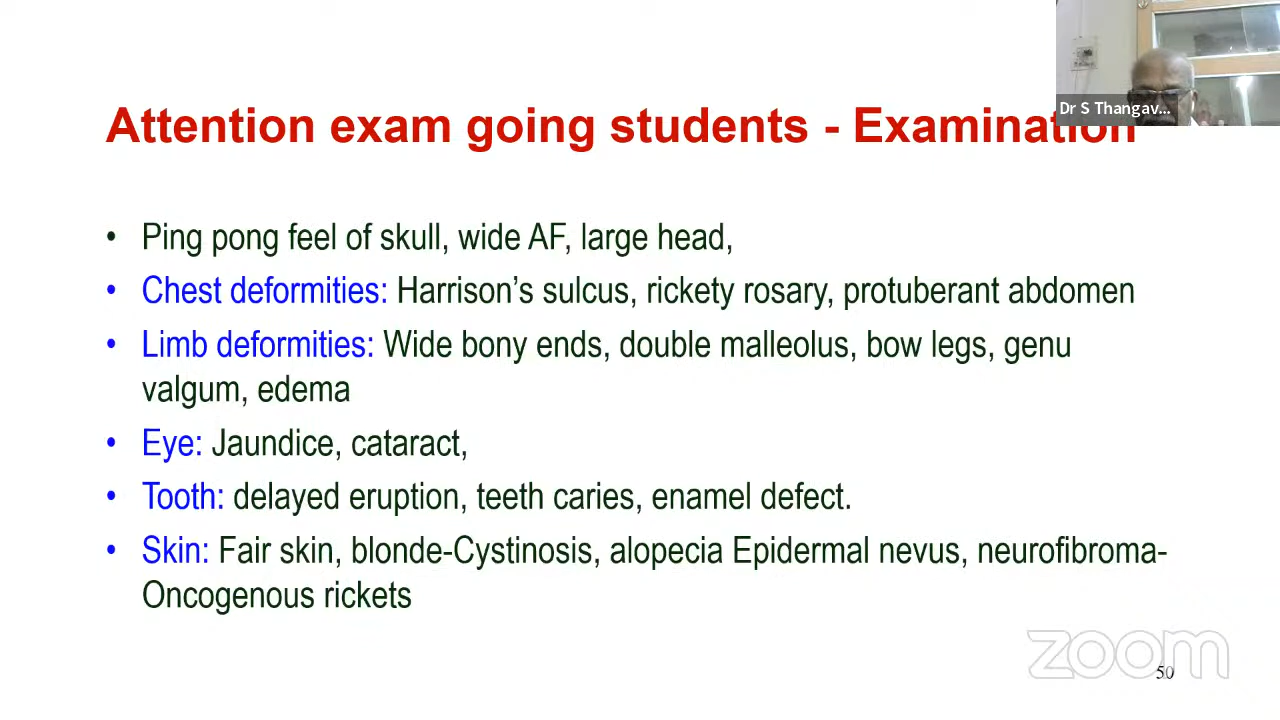 Dr S Thangav...
Attention exam going students - Examination
• Ping pong feel of skull, wide AF, large head,
• Chest deformities: Harrison’s sulcus, rickety rosary, protuberant abdomen
• Limb deformities: Wide bony ends, double malleolus, bow legs, genu
valgum, edema
• Eye: Jaundice, cataract,
• Tooth: delayed eruption, teeth caries, enamel defect.
• Skin: Fair skin, blonde-Cystinosis, alopecia Epidermal nevus, neurofibroma-
Oncogenous rickets
zoom
50